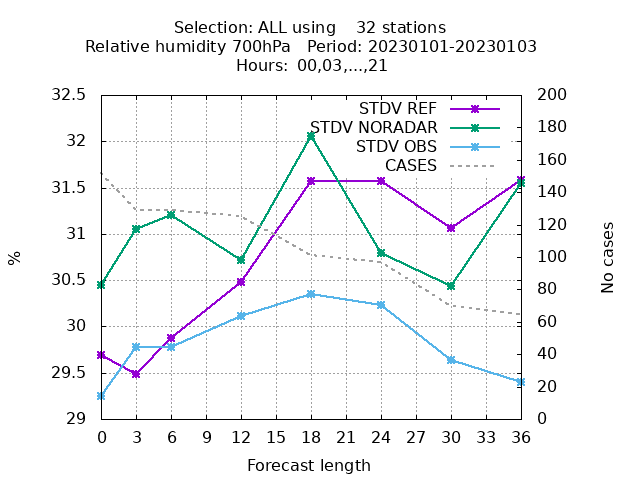 Selection: ALL using    32 stations
Relative humidity 700hPa   Period: 20230101-20230103
Hours:  00,03,...,21
32.5
32
31.5
31
30.5
30
29.5
29
%
STDV REF
STDV NORADAR
STDV OBS
CASES
200
180
160
140
120
100
80
60
40
20
0
No cases
0 3 6 9 12 15 18 21 24 27 30 33 36
Forecast length